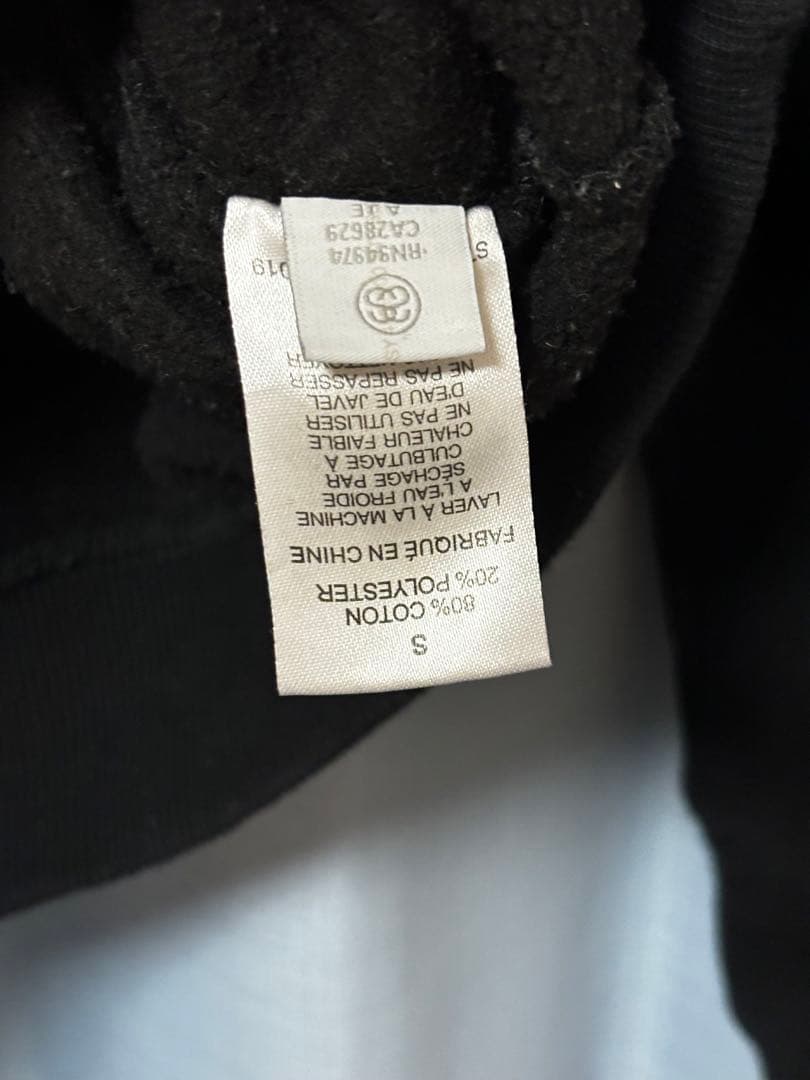 S
80% COTON
20% POLYESTER
FABRIQUÉ EN CHINE
LAVER À LA MACHINE
A L'EAU FROIDE
SÉCHAGE PAR
CULBUTAGE À
CHALEUR FAIBLE
NE PAS UTILISER
D'EAU DE JAVEL
NE PAS REPASSER
RN94974
CA28629